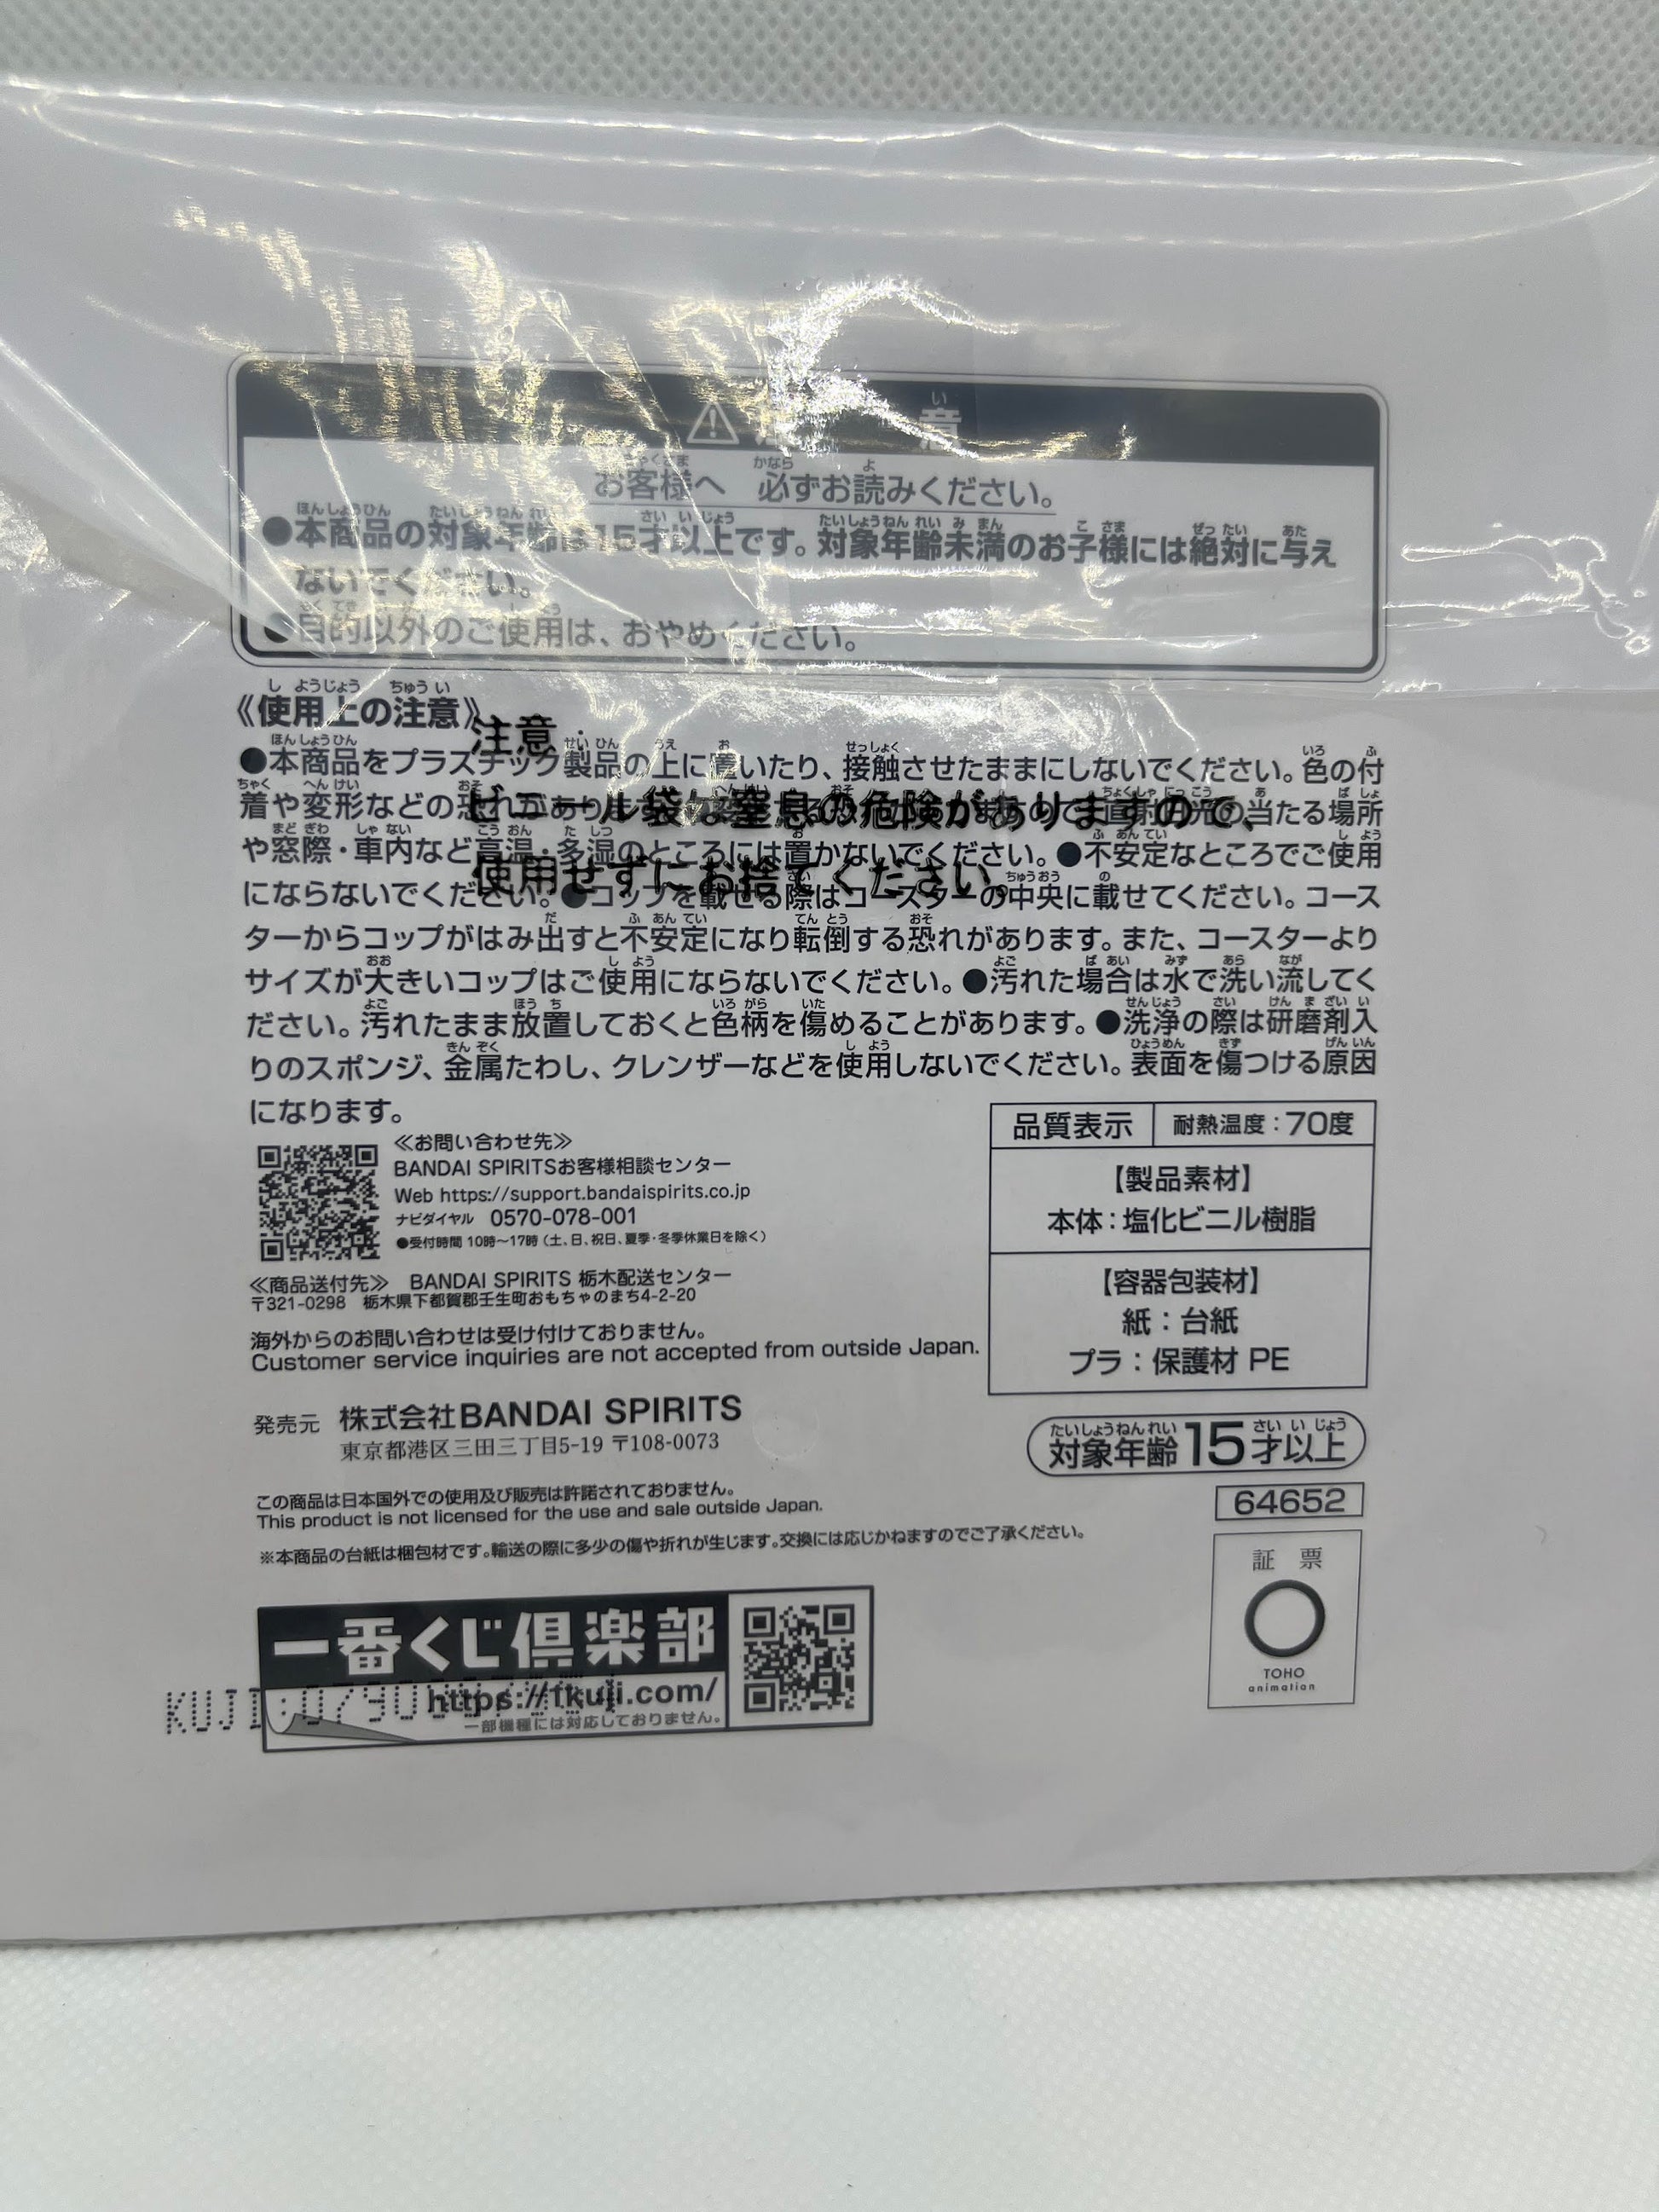 意
お客様へ 必ずお読みください。
●本商品の対象年齢は15才以上です。対象年齢未満のお子様には絶対に与え
ないでください。
●目的以外のご使用は、おやめください。
《使用上の注意》
●本商品をプラスチック製品の上に置いたり、接触させたままにしないでください。色の付
着や変形などの恐れがありま 直射日光の当たる場所
や窓際・車内など高温・多湿のところには置かないでください。●不安定なところでご使用
にならないでください。●コップを載せる際はコースターの中央に載せてください。コース
ターからコップがはみ出すと不安定になり転倒する恐れがあります。また、コースターより
サイズが大きいコップはご使用にならないでください。●汚れた場合は水で洗い流してく
ださい。汚れたまま放置しておくと色柄を傷めることがあります。●洗浄の際は研磨剤入
りのスポンジ、金属たわし、クレンザーなどを使用しないでください。表面を傷つける原因
になります。
注意:
ビニール袋は窒息の危険がありますので、
使用せずにお捨てください。
≪お問い合わせ先≫
BANDAI SPIRITSお客様相談センター
Web https://support.bandaispirits.co.jp
ナビダイヤル 0570-078-001
●受付時間 10時〜17時(土、日、祝日、夏季・冬季休業日を除く)
≪商品送付先≫ BANDAI SPIRITS 栃木配送センター
〒321-0298 栃木県下都賀郡壬生町おもちゃのまち4-2-20
海外からのお問い合わせは受け付けておりません。
Customer service inquiries are not accepted from outside Japan.
品質表示 耐熱温度:70度
【製品素材】
本体:塩化ビニル樹脂
【容器包装材】
紙:台紙
プラ:保護材 PE
発売元 株式会社BANDAI SPIRITS
東京都港区三田三丁目5-19 〒108-0073
対象年齢15才以上
64652
この商品は日本国外での使用及び販売は許諾されておりません。
This product is not licensed for the use and sale outside Japan.
※本商品の台紙は梱包材です。輸送の際に多少の傷や折れが生じます。交換には応じかねますのでご了承ください。
証票
TOHO
animation
一番くじ倶楽部
https://1kuji.com/
一部機種には対応しておりません。
KUJI: